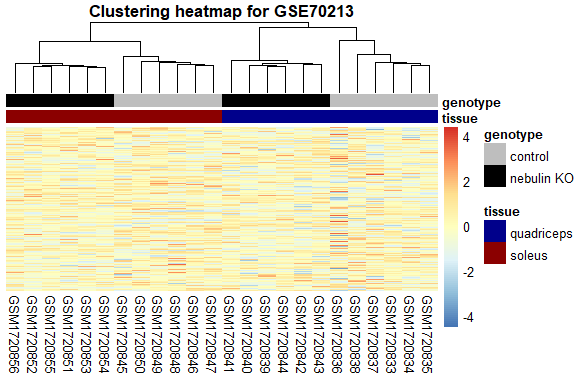 Clustering heatmap for GSE70213
genotype
tissue
4
2
0
-2
-4
genotype
control
nebulin KO
tissue
quadriceps
soleus
GSM1720856
GSM1720852
GSM1720855
GSM1720851
GSM1720853
GSM1720854
GSM1720845
GSM1720850
GSM1720849
GSM1720848
GSM1720846
GSM1720847
GSM1720841
GSM1720840
GSM1720839
GSM1720844
GSM1720842
GSM1720843
GSM1720836
GSM1720838
GSM1720837
GSM1720833
GSM1720834
GSM1720835